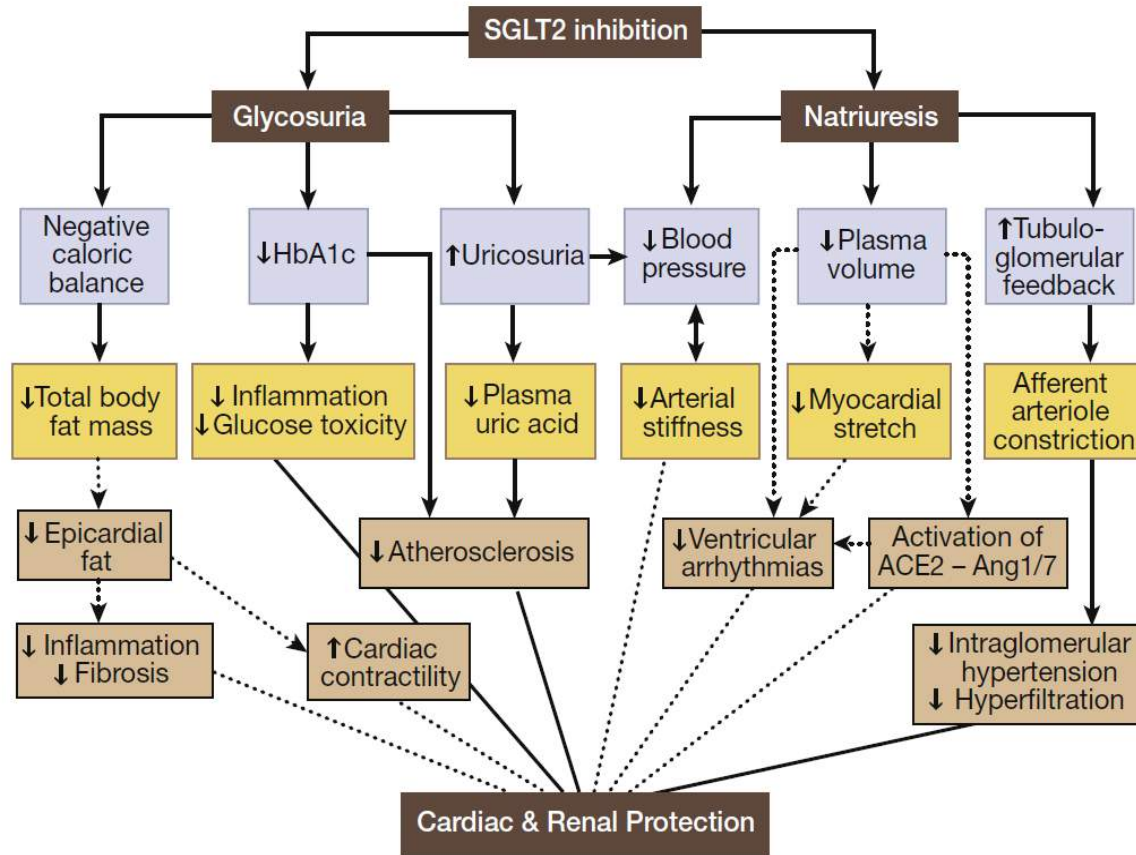 SGLT2 inhibition
Glycosuria
Natriuresis
Negative
caloric
balance
↓HbA1c
↑Uricosuria
↓Blood
pressure
↓Plasma
volume
↑Tubulo-
glomerular
feedback
↓Total body
fat mass
↓ Inflammation
↓Glucose toxicity
↓Plasma
uric acid
↓Arterial
stiffness
↓Myocardial
stretch
Afferent
arteriole
constriction
↓Epicardial
fat
↓Atherosclerosis
↓Ventricular
arrhythmias
Activation of
ACE2 – Ang1/7
↓ Inflammation
↓ Fibrosis
↑Cardiac
contractility
↓ Intraglomerular
hypertension
↓ Hyperfiltration
Cardiac & Renal Protection